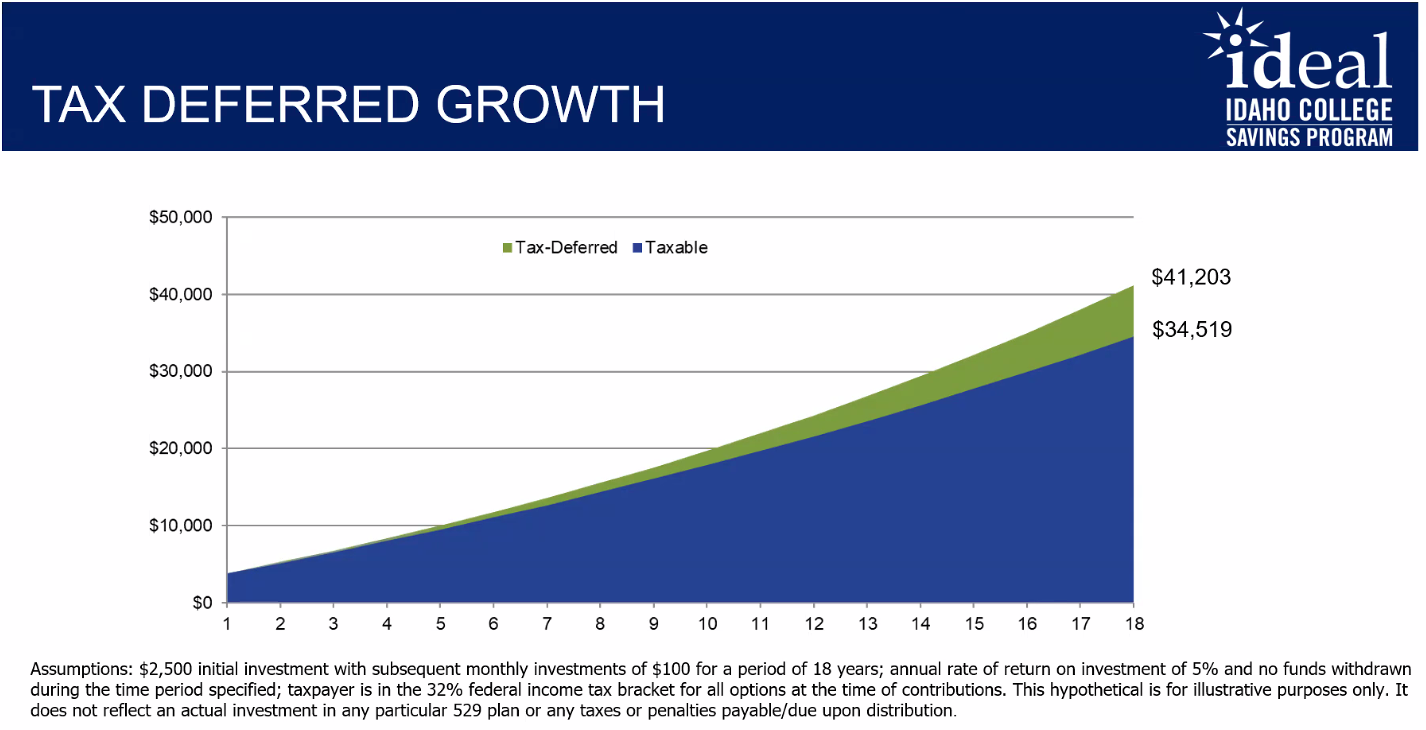 ideal
IDAHO COLLEGE
SAVINGS PROGRAM
TAX DEFERRED GROWTH
$50,000
Tax-Deferred Taxable
$41,203
$40,000
$34,519
$30,000
$20,000
$10,000
$0
1 2 3 4 5 6 7 8 9 10 11 12 13 14 15 16 17 18
Assumptions: $2,500 initial investment with subsequent monthly investments of $100 for a period of 18 years; annual rate of return on investment of 5% and no funds withdrawn
during the time period specified; taxpayer is in the 32% federal income tax bracket for all options at the time of contributions. This hypothetical is for illustrative purposes only. It
does not reflect an actual investment in any particular 529 plan or any taxes or penalties payable/due upon distribution.